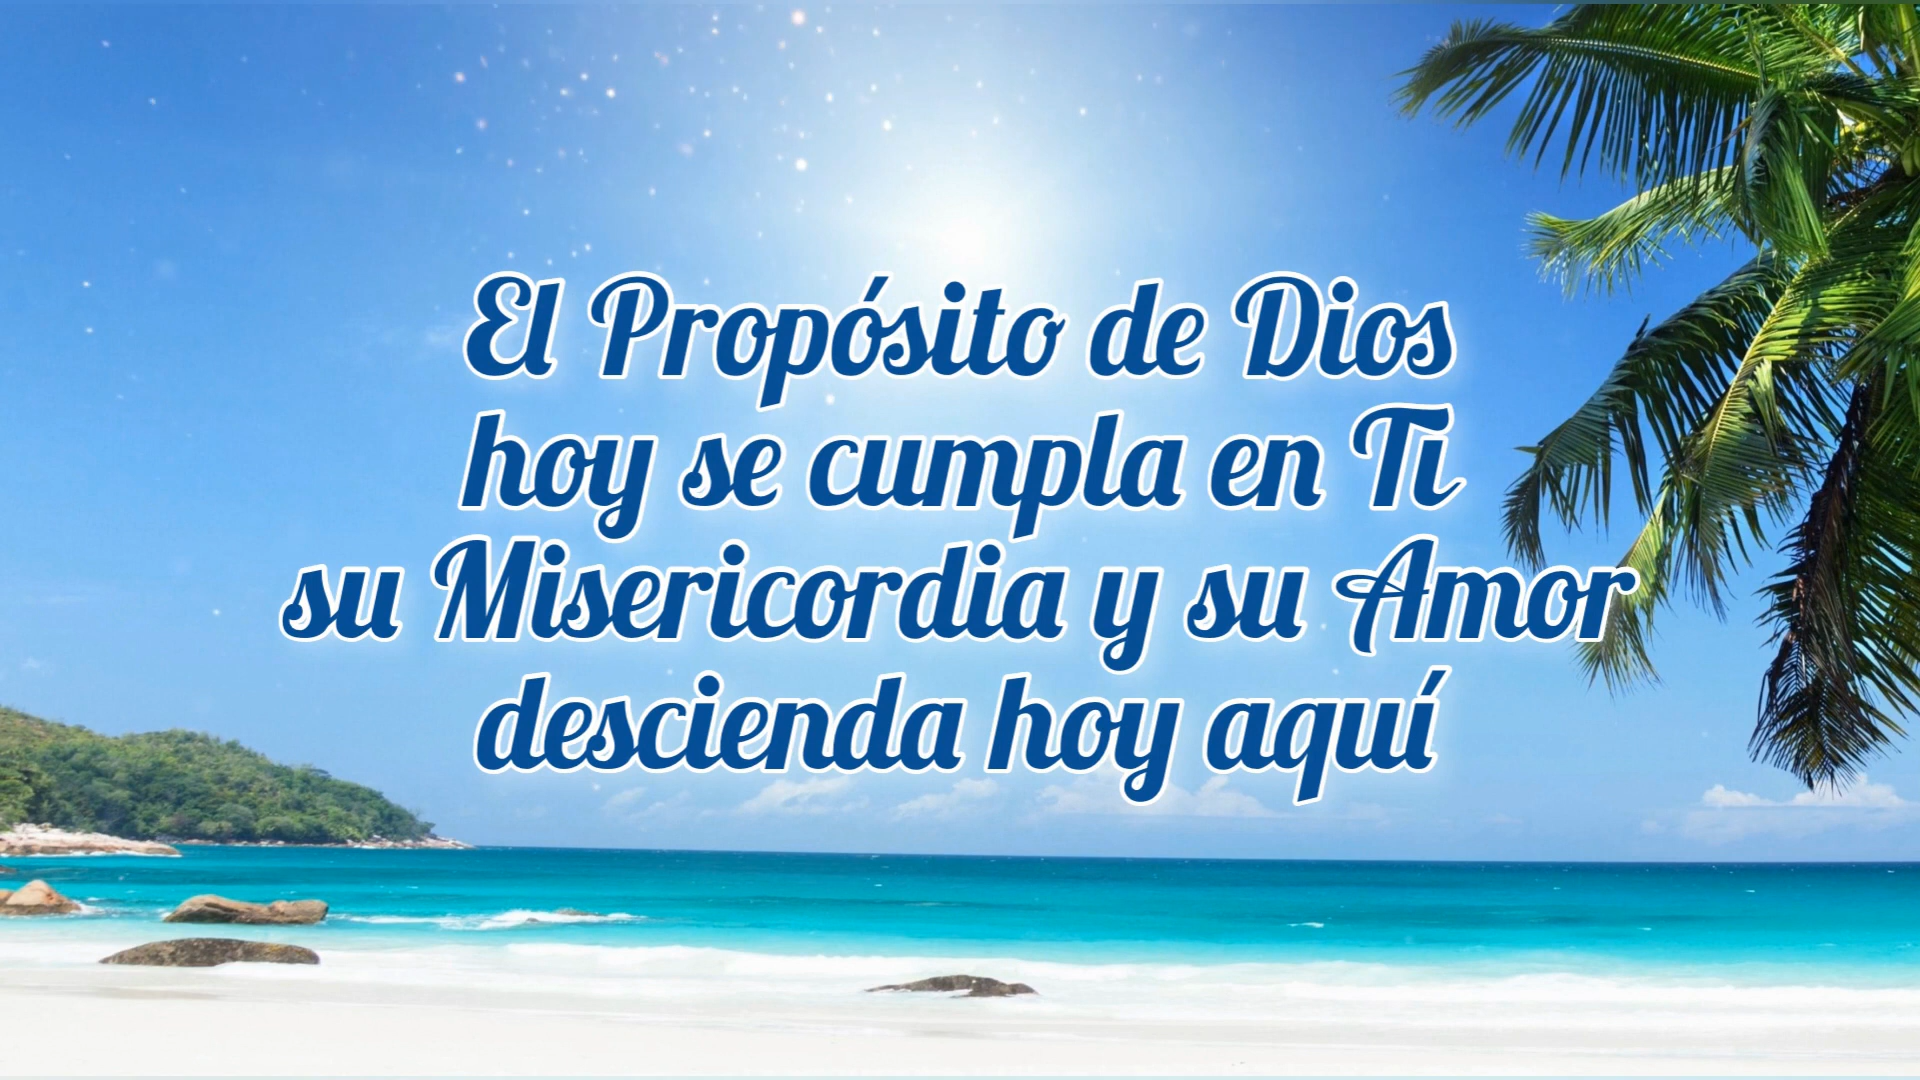 El Propósito de Dios
hoy se cumpla en Ti
su Misericordia y su Amor
descienda hoy aquí